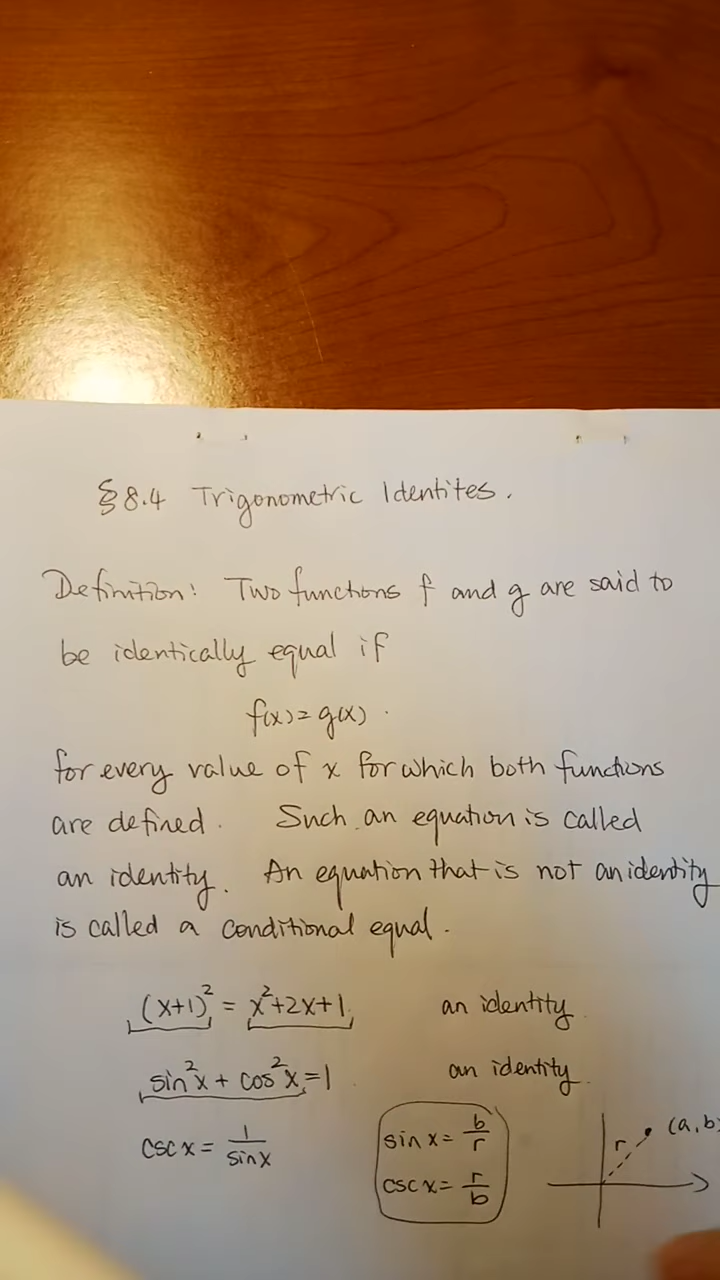 §8.4 Trigonometric Identites.
Definition: Two functions f and g are said to
be identically equal if
f(x) = g(x).
for every value of x for which both functions
are defined. Such an equation is called
an identity. An equation that is not an identity
is called a conditional equal.
(x+1)² = x²+2x+1 an identity
sin²x + cos²x = 1 an identity
csc x = 1/sin x
sin x = b/r
csc x = r/b
r
(a, b)